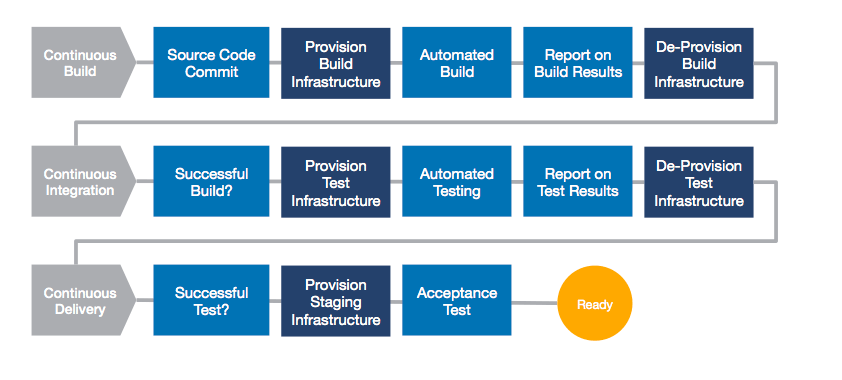 Continuous
Build
Source Code
Commit
Provision
Build
Infrastructure
Automated
Build
Report on
Build Results
De-Provision
Build
Infrastructure
Continuous
Integration
Successful
Build?
Provision
Test
Infrastructure
Automated
Testing
Report on
Test Results
De-Provision
Test
Infrastructure
Continuous
Delivery
Successful
Test?
Provision
Staging
Infrastructure
Acceptance
Test
Ready